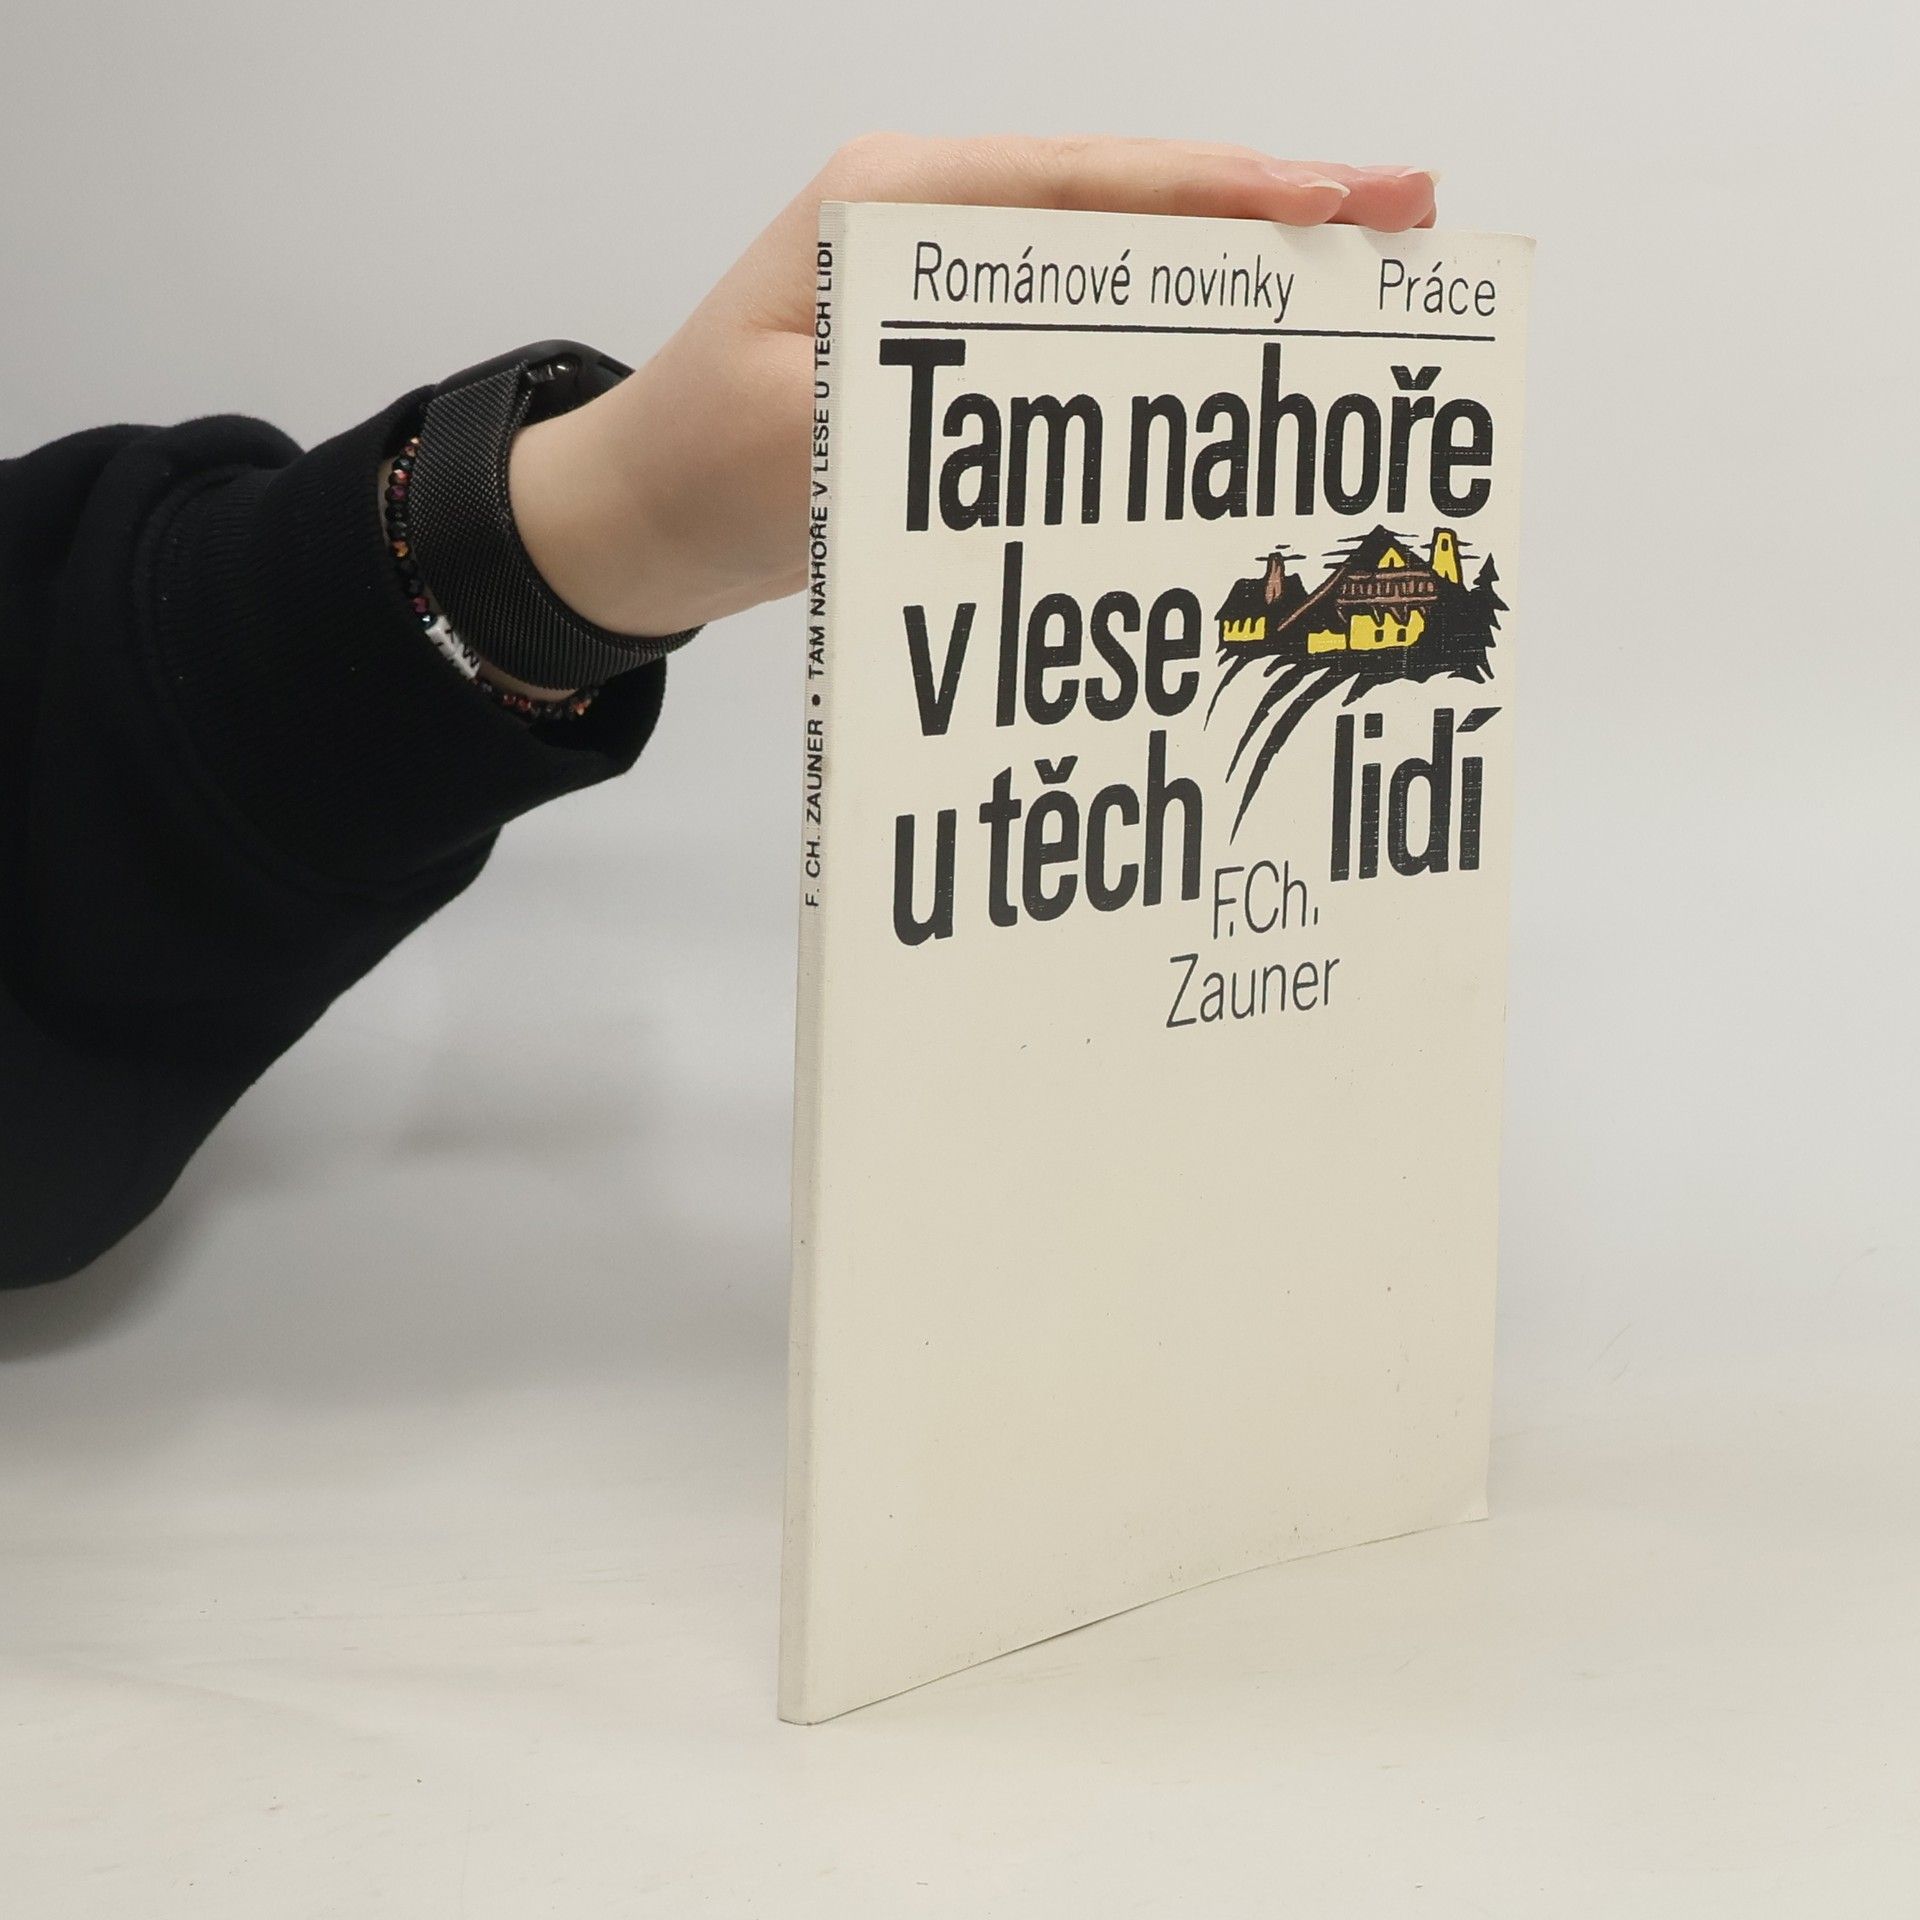 Románové novinky Práce
Tam nahoře
v lese
u těch lidí
F. Ch.
Zauner
F. CH. ZAUNER • TAM NAHOŘE V LESE U TĚCH LIDÍ